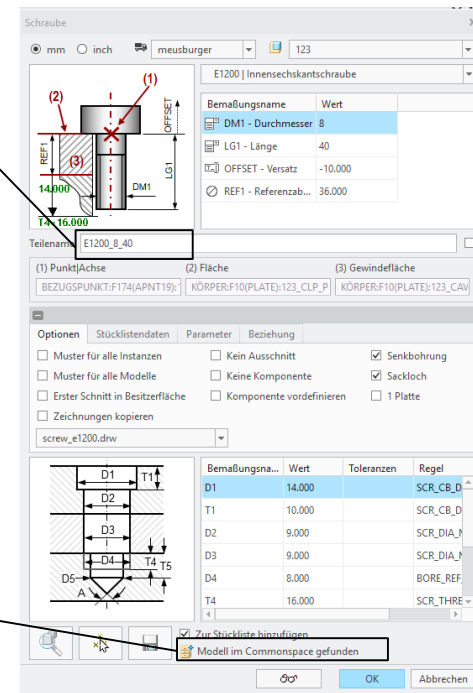 Schraube
mm inch meusburger 123
E1200 | Innensechskantschraube
(1)
(2)
(3)
OFFSET
REF1
LG1
DM1
14.000
T4=16.000
Bemaßungsname Wert
DM1 - Durchmesser 8
LG1 - Länge 40
OFFSET - Versatz -10.000
REF1 - Referenzab... 36.000
Teilename E1200_8_40
(1) Punkt|Achse (2) Fläche (3) Gewindefläche
BEZUGSPUNKT:F174(APNT19): KÖRPER:F10(PLATE):123_CLP_P KÖRPER:F10(PLATE):123_CAV
Optionen Stücklistendaten Parameter Beziehung
Muster für alle Instanzen Kein Ausschnitt Senkbohrung
Muster für alle Modelle Keine Komponente Sackloch
Erster Schnitt in Besitzerfläche Komponente vordefinieren 1 Platte
Zeichnungen kopieren
screw_e1200.drw
D1
T1
D2
D3
D4
T4
T5
D5
A
Bemaßungsna... Wert Toleranzen Regel
D1 14.000 SCR_CB_D
T1 10.000 SCR_CB_D
D2 9.000 SCR_DIA_
D3 9.000 SCR_DIA_
D4 8.000 BORE_REF_
T4 16.000 SCR_THRE
Zur Stückliste hinzufügen
Modell im Commonspace gefunden
OK Abbrechen